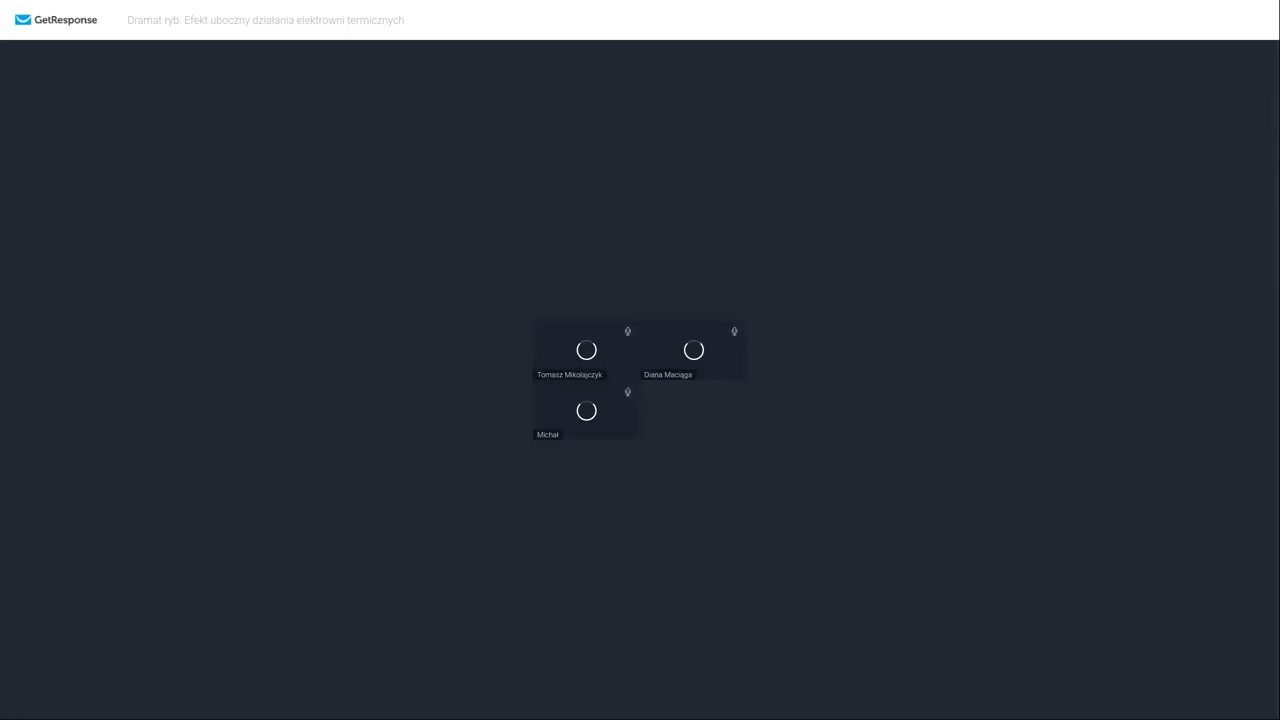 GetResponse
Dramat ryb. Efekt uboczny działania elektrowni termicznych
Tomasz Mikołajczyk
Diana Maciąga
Michał